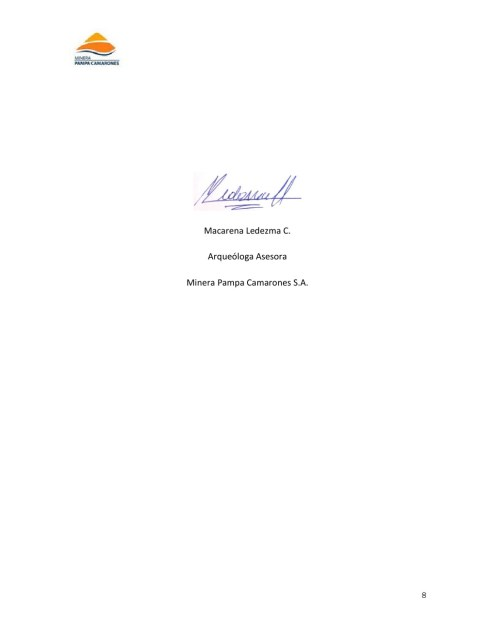 MINERA
PAMPA CAMARONES
Macarena Ledezma C.
Arqueóloga Asesora
Minera Pampa Camarones S.A.
8